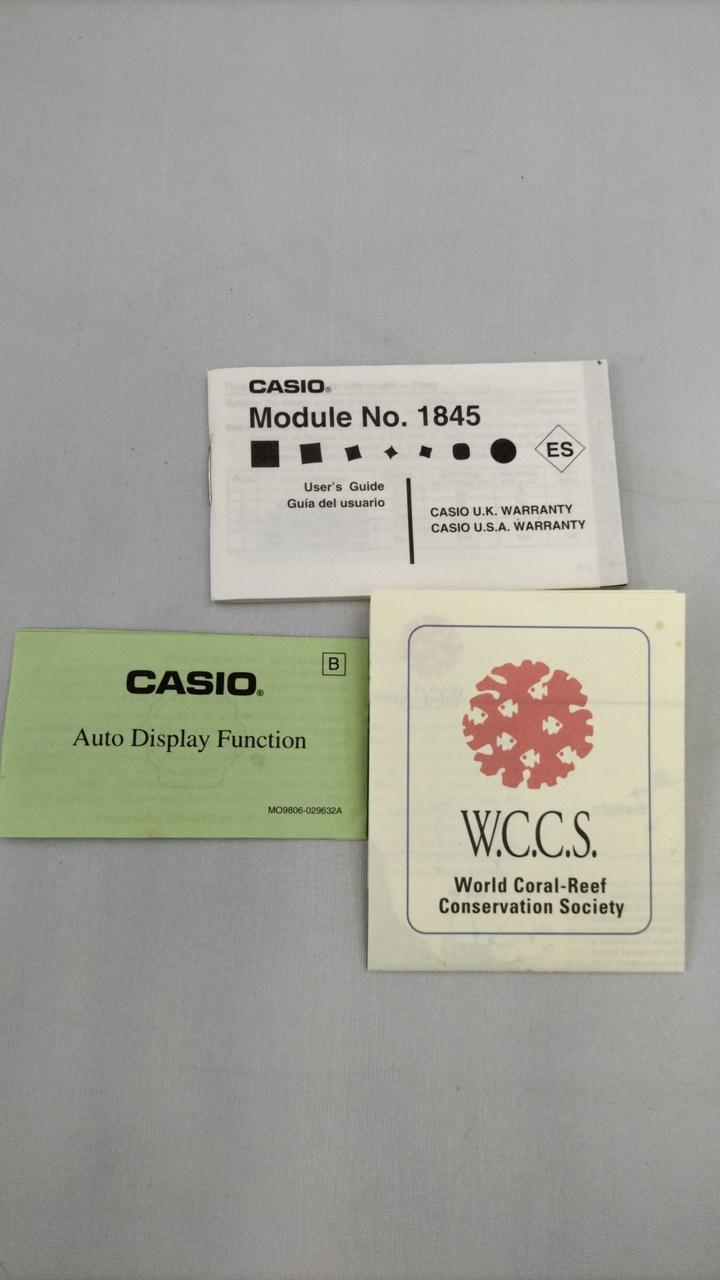 CASIO®
Module No. 1845
ES
User's Guide
Guía del usuario
CASIO U.K. WARRANTY
CASIO U.S.A. WARRANTY
B
CASIO®
Auto Display Function
MO9806-029632A
W.C.C.S.
World Coral-Reef
Conservation Society